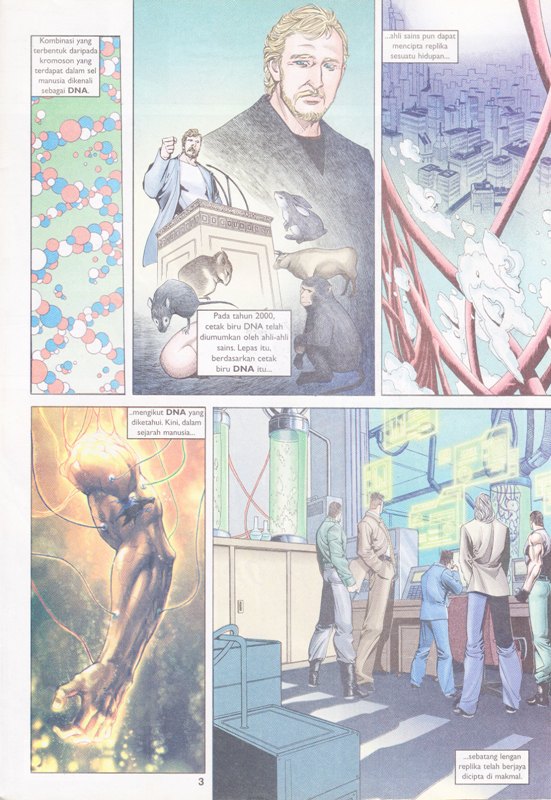 Kombinasi yang
terbentuk daripada
kromoson yang
terdapat dalam sel
manusia dikenali
sebagai DNA.
Pada tahun 2000,
cetak biru DNA telah
diumumkan oleh ahli-ahli
sains. Lepas itu,
berdasarkan cetak
biru DNA itu...
...ahli sains pun dapat
mencipta replika
sesuatu hidupan...
...mengikut DNA yang
diketahui. Kini, dalam
sejarah manusia...
...sebatang lengan
replika telah berjaya
dicipta di makmal.
3